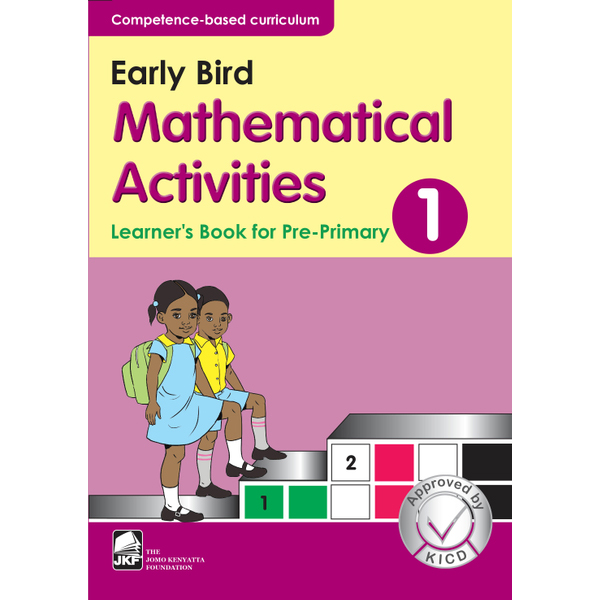 Competence-based curriculum
Early Bird
Mathematical
Activities
Learner's Book for Pre-Primary
1
2
1
Approved by
KICD
JKF
THE
JOMO KENYATTA
FOUNDATION